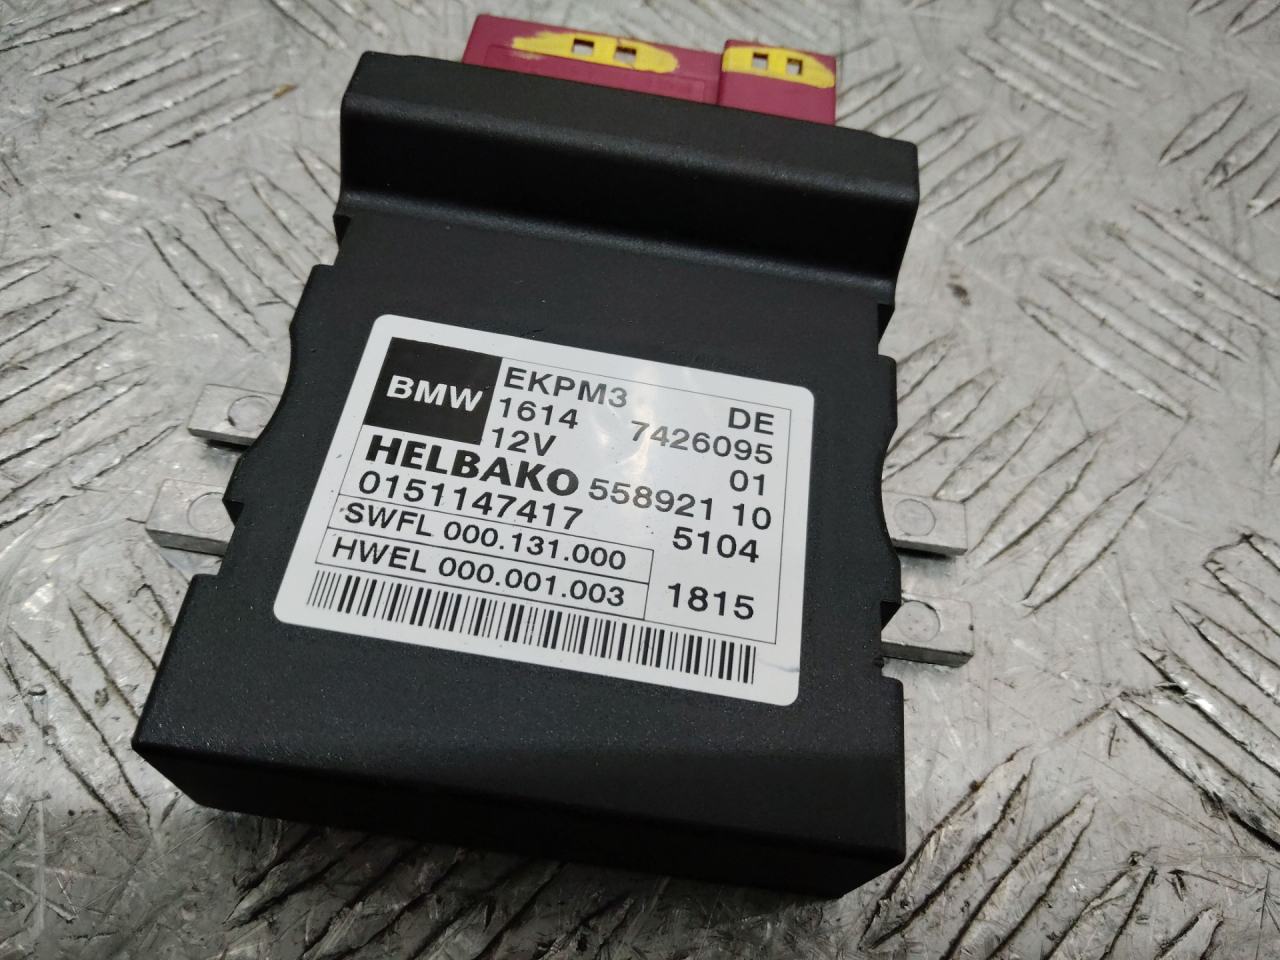 BMW EKPM3 DE
1614 7426095
12V 01
HELBAKO 558921 10
0151147417 5104
SWFL 000.131.000
HWEL 000.001.003 1815